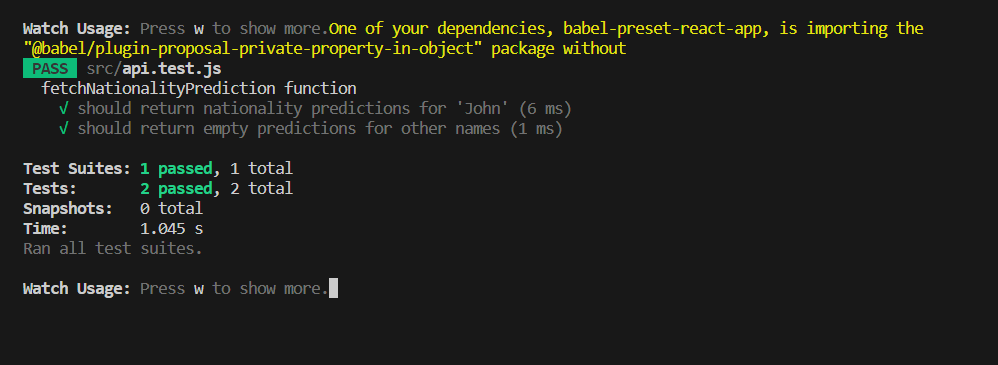 Watch Usage: Press w to show more.One of your dependencies, babel-preset-react-app, is importing the
"@babel/plugin-proposal-private-property-in-object" package without
PASS src/api.test.js
fetchNationalityPrediction function
√ should return nationality predictions for 'John' (6 ms)
√ should return empty predictions for other names (1 ms)
Test Suites: 1 passed, 1 total
Tests: 2 passed, 2 total
Snapshots: 0 total
Time: 1.045 s
Ran all test suites.
Watch Usage: Press w to show more.